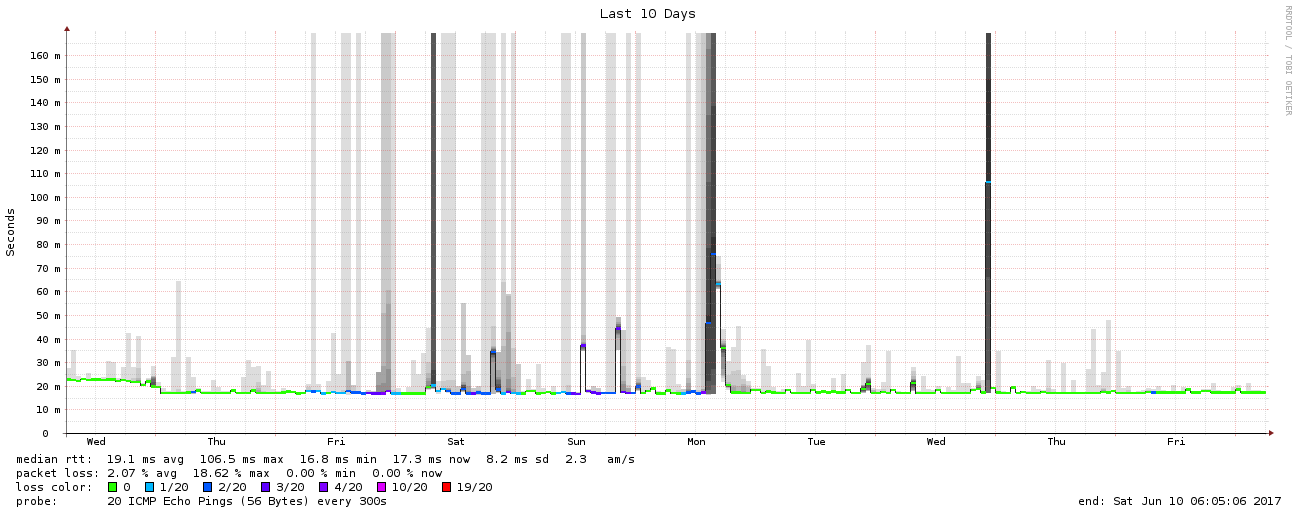 Last 10 Days
RRDTOOL / TOBI OETIKER
Seconds
160 m
150 m
140 m
130 m
120 m
110 m
100 m
90 m
80 m
70 m
60 m
50 m
40 m
30 m
20 m
10 m
0
Wed Thu Fri Sat Sun Mon Tue Wed Thu Fri
median rtt: 19.1 ms avg 106.5 ms max 16.8 ms min 17.3 ms now 8.2 ms sd 2.3 am/s
packet loss: 2.07 % avg 18.62 % max 0.00 % min 0.00 % now
loss color: 0 1/20 2/20 3/20 4/20 10/20 19/20
probe: 20 ICMP Echo Pings (56 Bytes) every 300s end: Sat Jun 10 06:05:06 2017